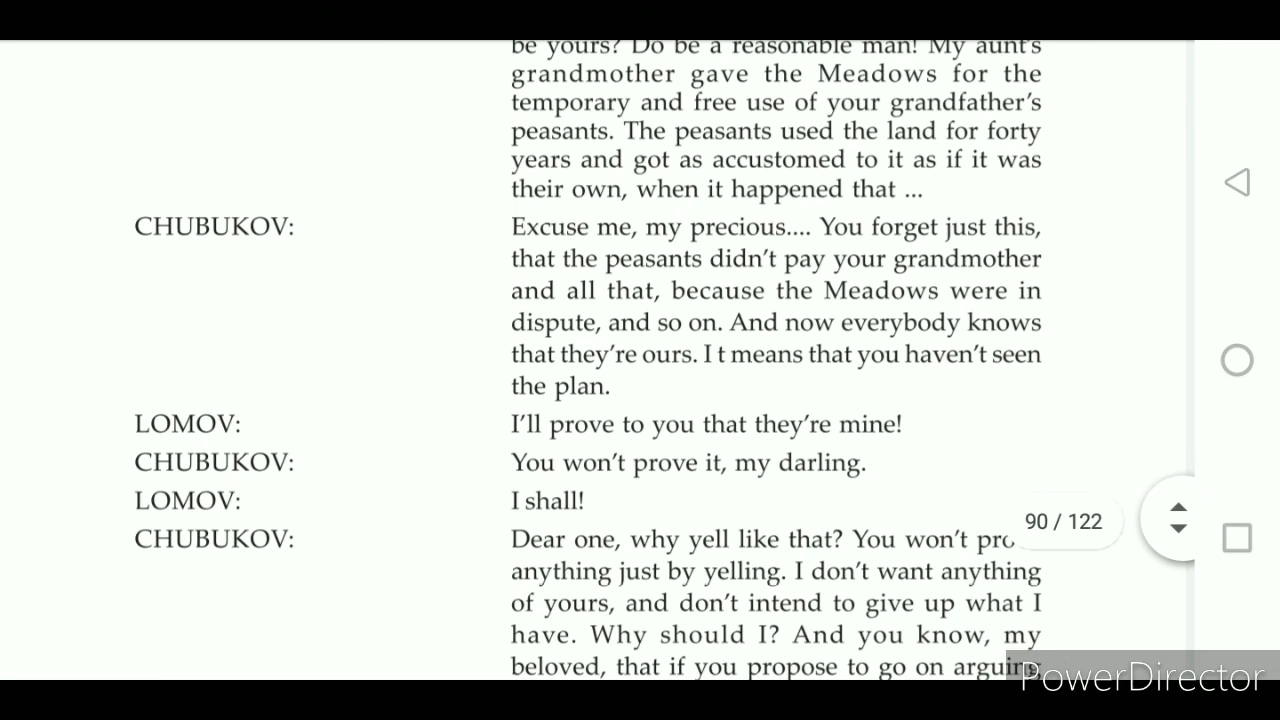 be yours? Do be a reasonable man! My aunt's
grandmother gave the Meadows for the
temporary and free use of your grandfather's
peasants. The peasants used the land for forty
years and got as accustomed to it as if it was
their own, when it happened that ...
CHUBUKOV: Excuse me, my precious.... You forget just this,
that the peasants didn't pay your grandmother
and all that, because the Meadows were in
dispute, and so on. And now everybody knows
that they're ours. I t means that you haven't seen
the plan.
LOMOV: I'll prove to you that they're mine!
CHUBUKOV: You won't prove it, my darling.
LOMOV: I shall!
CHUBUKOV: Dear one, why yell like that? You won't pro
anything just by yelling. I don't want anything
of yours, and don't intend to give up what I
have. Why should I? And you know, my
beloved, that if you propose to go on arguing
90 / 122
PowerDirector